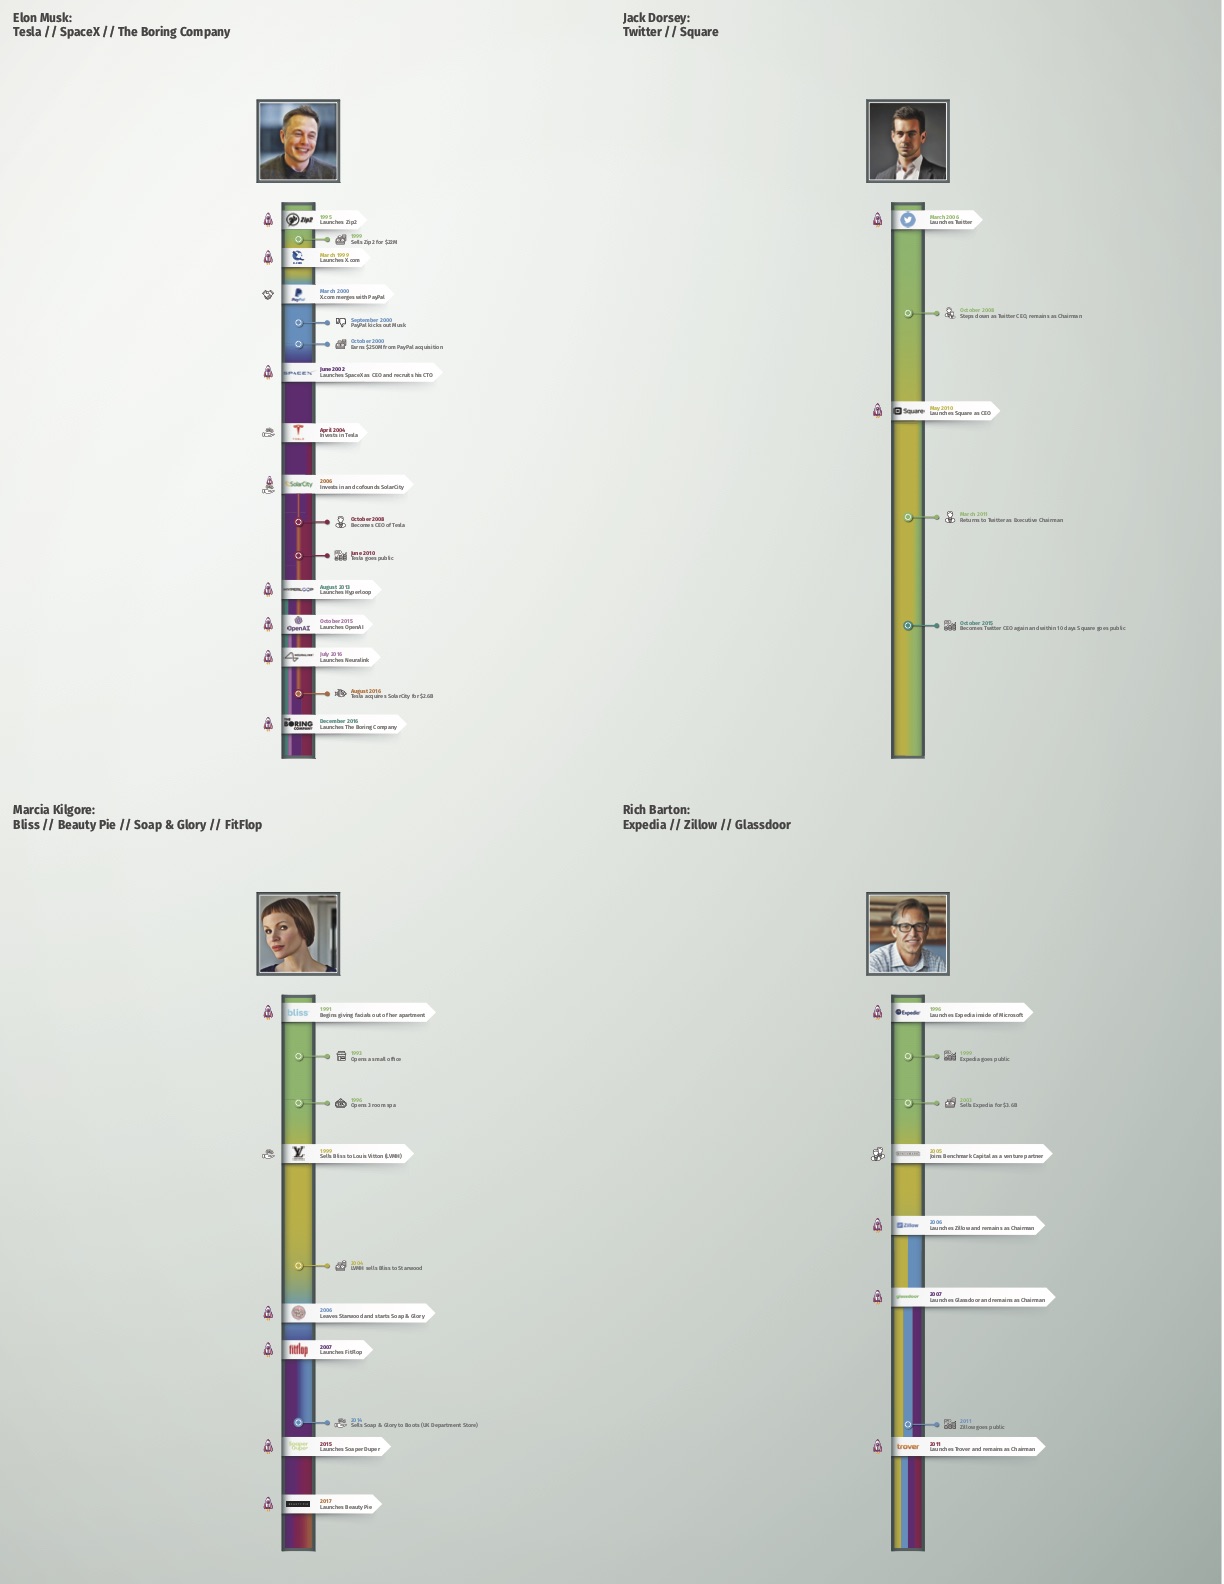 Elon Musk:
Tesla // SpaceX // The Boring Company
Zip2
1995
Launches Zip2
1999
Sells Zip2 for $22M
March 1999
Launches X.com
PayPal
March 2000
X.com merges with PayPal
September 2000
PayPal kicks out Musk
October 2000
Earns $250M from PayPal acquisition
SPACEX
June 2002
Launches SpaceX as CEO and recruits his CTO
April 2004
Invests in Tesla
SolarCity
2006
Invests in and cofounds SolarCity
October 2008
Becomes CEO of Tesla
June 2010
Tesla goes public
HYPERLOOP
August 2013
Launches Hyperloop
OpenAI
October 2015
Launches OpenAI
July 2016
Launches Neuralink
August 2016
Tesla acquires SolarCity for $2.6B
THE
BORING
COMPANY
December 2016
Launches The Boring Company
Jack Dorsey:
Twitter // Square
March 2006
Launches Twitter
October 2008
Steps down as Twitter CEO, remains as Chairman
Square
May 2010
Launches Square as CEO
March 2011
Returns to Twitter as Executive Chairman
October 2015
Becomes Twitter CEO again and within 10 days Square goes public
Marcia Kilgore:
Bliss // Beauty Pie // Soap & Glory // FitFlop
bliss
1991
Begins giving facials out of her apartment
1993
Opens a small office
1996
Opens 3 room spa
1999
Sells Bliss to Louis Vitton (LVMH)
2004
LVMH sells Bliss to Starwood
2006
Leaves Starwood and starts Soap & Glory
fitflop
2007
Launches FitFlop
2014
Sells Soap & Glory to Boots (UK Department Store)
Soaper
Duper
2015
Launches Soaper Duper
2017
Launches Beauty Pie
Rich Barton:
Expedia // Zillow // Glassdoor
Expedia
1996
Launches Expedia inside of Microsoft
1999
Expedia goes public
Sells Expedia for $3.6B
2005
Joins Benchmark Capital as a venture partner
Zillow
2006
Launches Zillow and remains as Chairman
glassdoor
2007
Launches Glassdoor and remains as Chairman
2011
Zillow goes public
trover
2011
Launches Trover and remains as Chairman